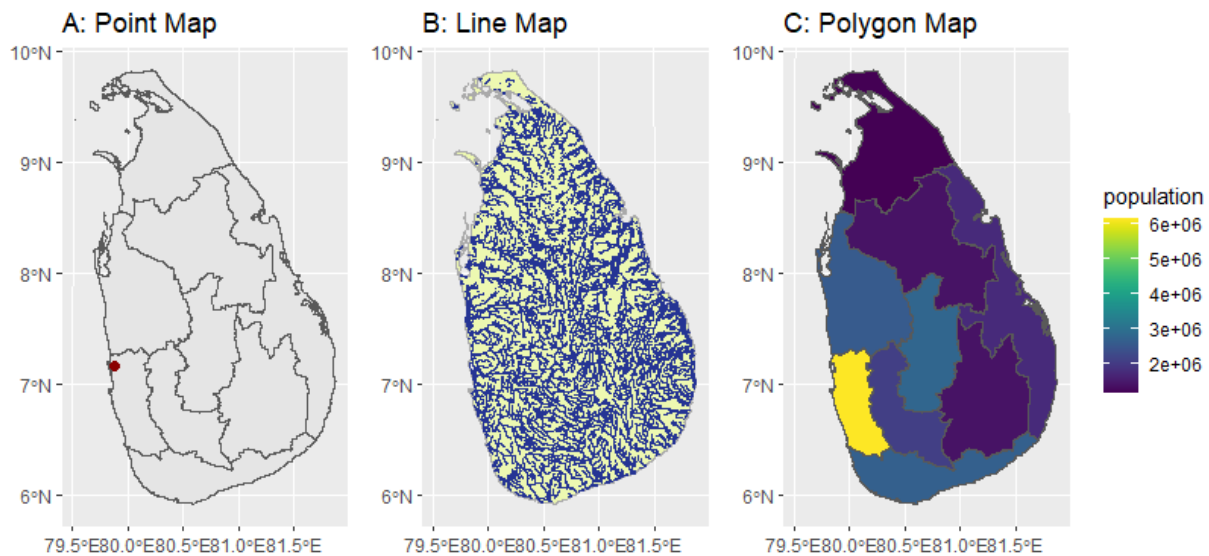 A: Point Map
10°N
9°N
8°N
7°N
6°N
79.5°E80.0°E80.5°E81.0°E81.5°E
B: Line Map
10°N
9°N
8°N
7°N
6°N
79.5°E80.0°E80.5°E81.0°E81.5°E
C: Polygon Map
10°N
9°N
8°N
7°N
6°N
79.5°E80.0°E80.5°E81.0°E81.5°E
population
6e+06
5e+06
4e+06
3e+06
2e+06